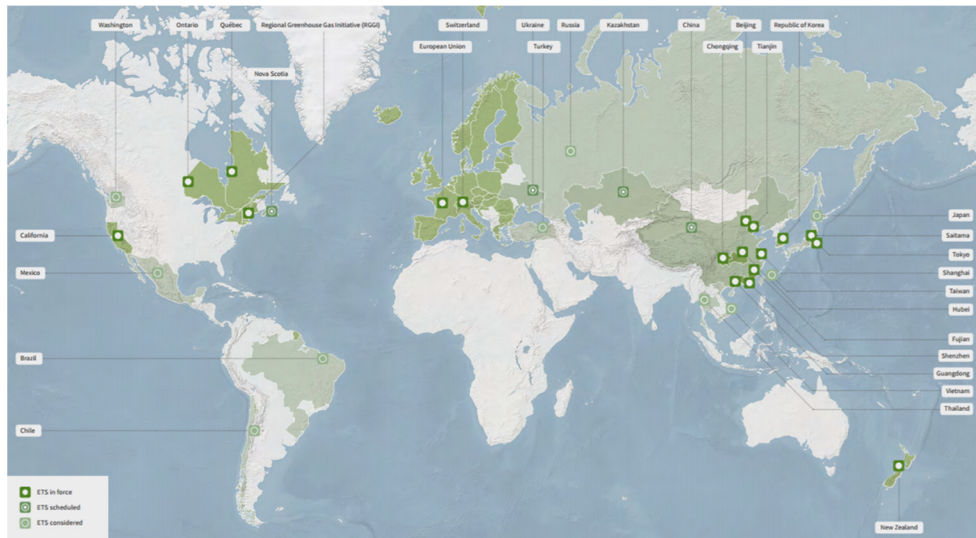 Washington
Ontario
Québec
Regional Greenhouse Gas Initiative (RGGI)
Switzerland
Ukraine
Russia
Kazakhstan
China
Beijing
Republic of Korea
European Union
Turkey
Chongqing
Tianjin
Nova Scotia
Japan
California
Saitama
Tokyo
Mexico
Shanghai
Taiwan
Hubei
Fujian
Brazil
Shenzhen
Guangdong
Vietnam
Thailand
Chile
ETS in force
ETS scheduled
ETS considered
New Zealand